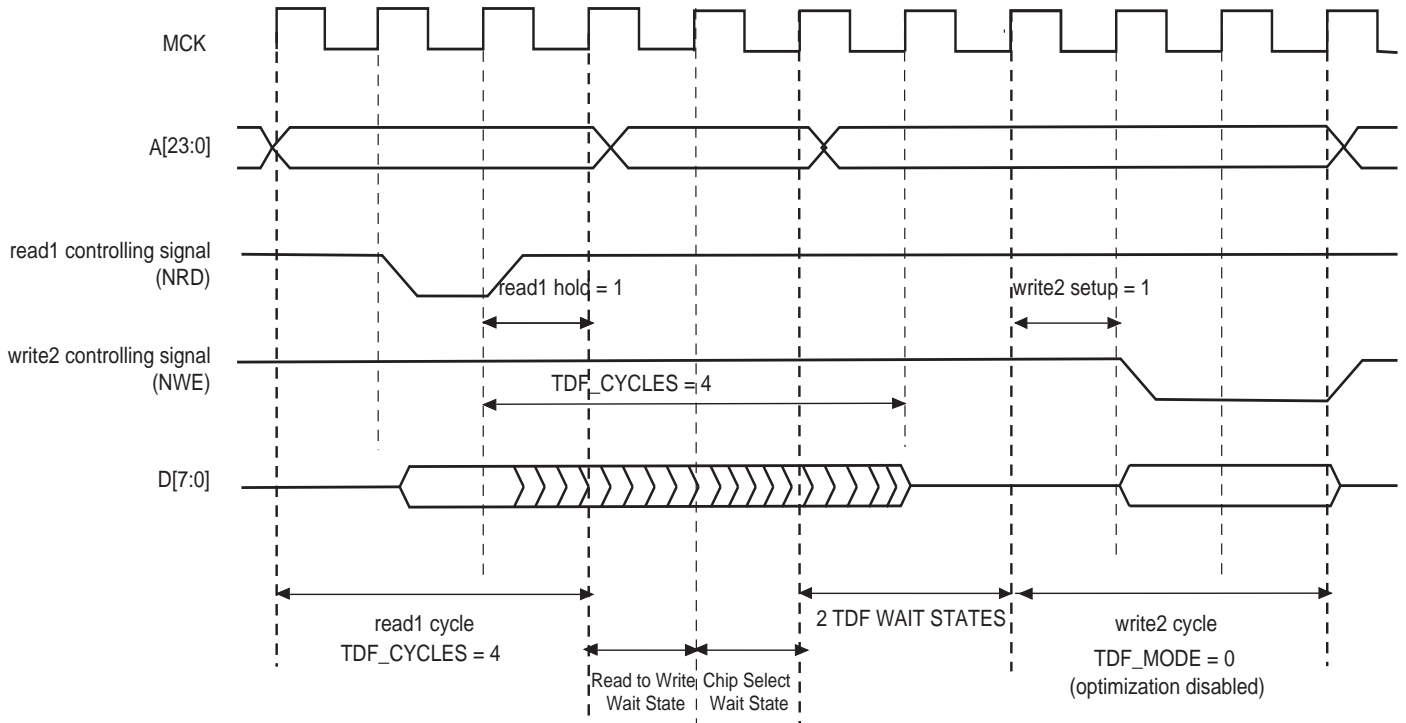 MCK
A[23:0]
read1 controlling signal
(NRD)
read1 hold = 1
write2 setup = 1
write2 controlling signal
(NWE)
TDF_CYCLES = 4
D[7:0]
read1 cycle
TDF_CYCLES = 4
2 TDF WAIT STATES
write2 cycle
TDF_MODE = 0
(optimization disabled)
Read to Write
Wait State
Chip Select
Wait State